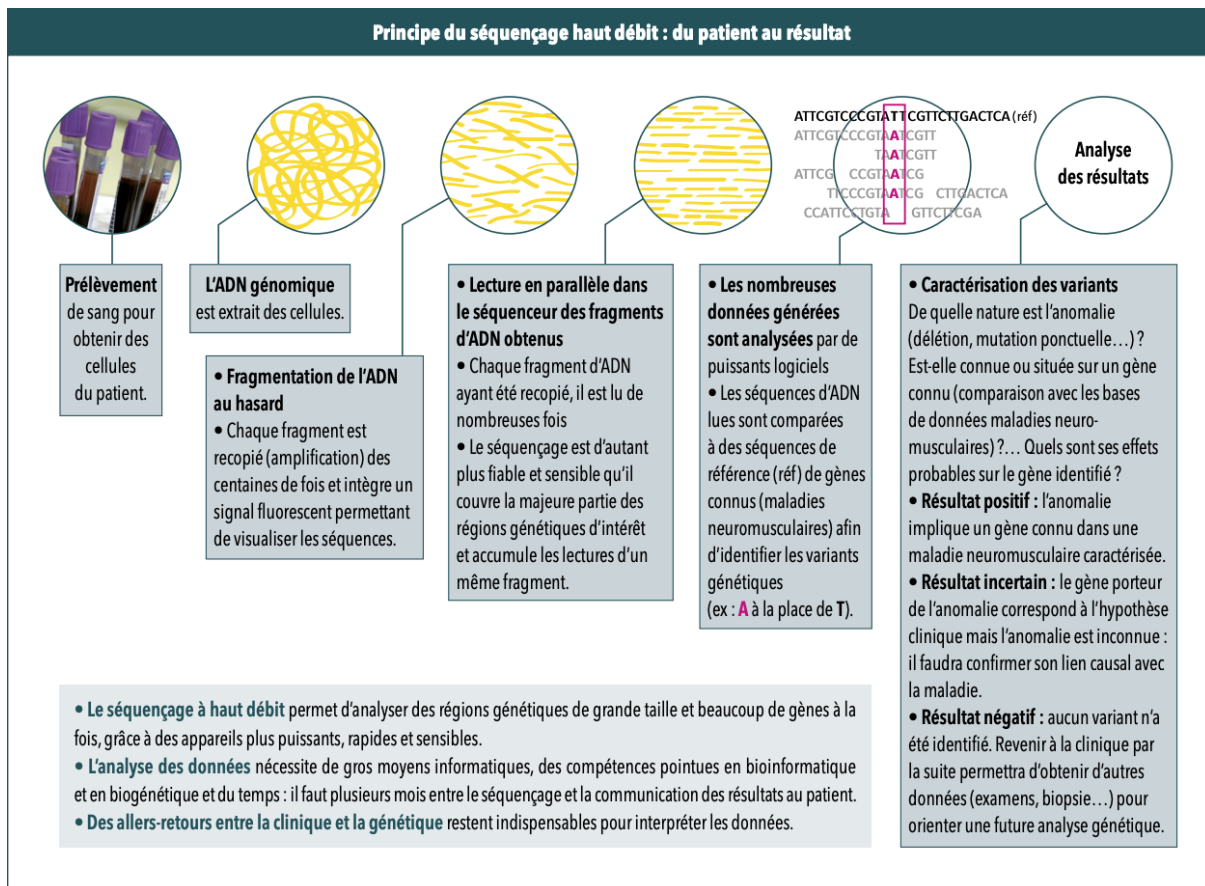 Principe du séquençage haut débit : du patient au résultat
ATTCGTCCCGTATTCGTTCTTGACTCA (réf)
ATTCGTCCCGTAATCGTT
TAATCGTT
ATTCG CCGTAATCG
TTCCCGTAATCG CTTGACTCA
CCATTCCTGTA GTTCTTCGA
Analyse
des résultats
Prélèvement
de sang pour
obtenir des
cellules
du patient.
L'ADN génomique
est extrait des cellules.
• Fragmentation de l'ADN
au hasard
• Chaque fragment est
recopié (amplification) des
centaines de fois et intègre un
signal fluorescent permettant
de visualiser les séquences.
• Lecture en parallèle dans
le séquenceur des fragments
d'ADN obtenus
• Chaque fragment d'ADN
ayant été recopié, il est lu de
nombreuses fois
• Le séquençage est d'autant
plus fiable et sensible qu'il
couvre la majeure partie des
régions génétiques d'intérêt
et accumule les lectures d'un
même fragment.
• Les nombreuses
données générées
sont analysées par de
puissants logiciels
• Les séquences d'ADN
lues sont comparées
à des séquences de
référence (réf) de gènes
connus (maladies
neuromusculaires) afin
d'identifier les variants
génétiques
(ex : A à la place de T).
• Caractérisation des variants
De quelle nature est l'anomalie
(délétion, mutation ponctuelle…) ?
Est-elle connue ou située sur un gène
connu (comparaison avec les bases
de données maladies neuro-
musculaires) ?… Quels sont ses effets
probables sur le gène identifié ?
• Résultat positif : l'anomalie
implique un gène connu dans une
maladie neuromusculaire caractérisée.
• Résultat incertain : le gène porteur
de l'anomalie correspond à l'hypothèse
clinique mais l'anomalie est inconnue :
il faudra confirmer son lien causal avec
la maladie.
• Résultat négatif : aucun variant n'a
été identifié. Revenir à la clinique par
la suite permettra d'obtenir d'autres
données (examens, biopsie…) pour
orienter une future analyse génétique.
• Le séquençage à haut débit permet d'analyser des régions génétiques de grande taille et beaucoup de gènes à la
fois, grâce à des appareils plus puissants, rapides et sensibles.
• L'analyse des données nécessite de gros moyens informatiques, des compétences pointues en bioinformatique
et en biogénétique et du temps : il faut plusieurs mois entre le séquençage et la communication des résultats au patient.
• Des allers-retours entre la clinique et la génétique restent indispensables pour interpréter les données.